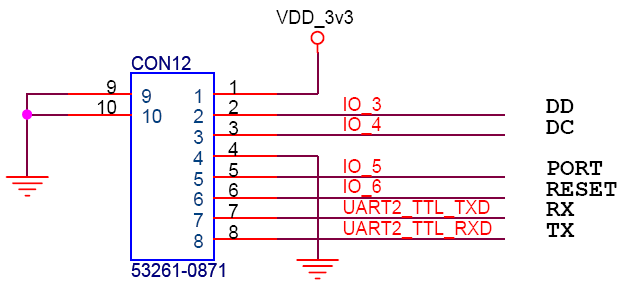 VDD_3v3
CON12
9 9 1 1
10 10 2 2 IO_3 DD
3 3 IO_4 DC
4 4
5 5 IO_5 PORT
6 6 IO_6 RESET
7 7 UART2_TTL_TXD RX
8 8 UART2_TTL_RXD TX
53261-0871